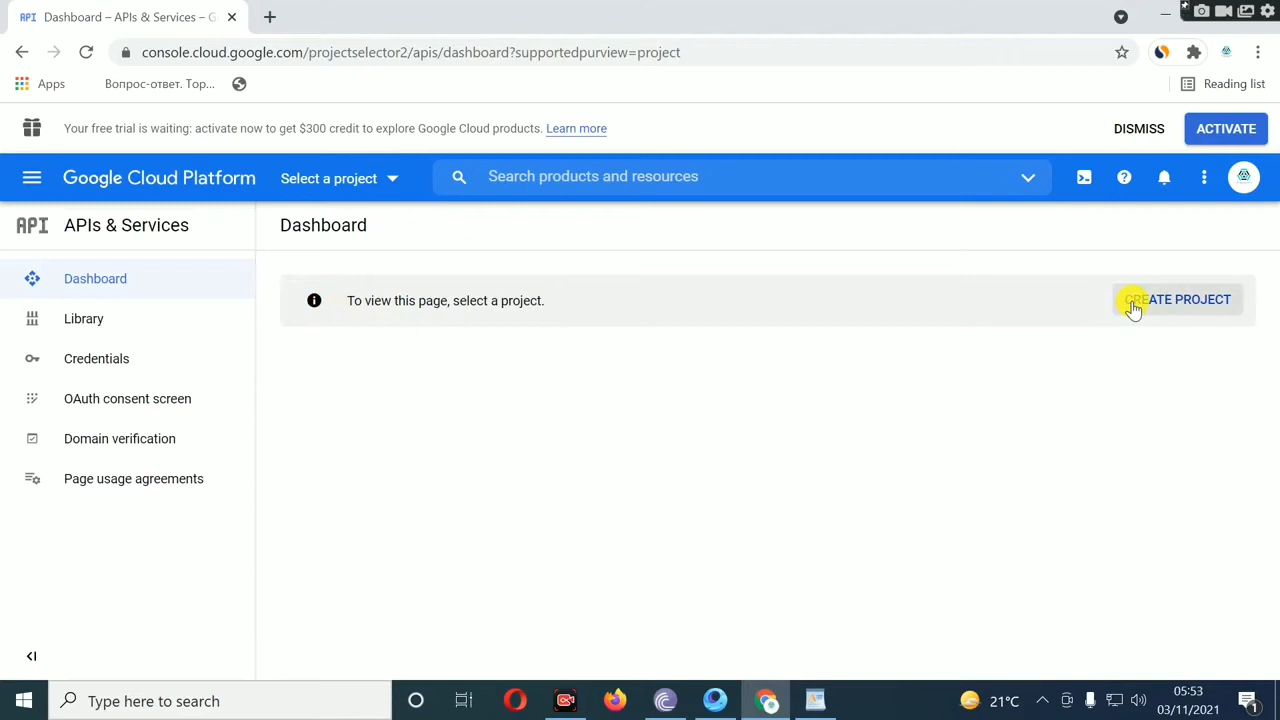 API Dashboard – APIs & Services – G
console.cloud.google.com/projectselector2/apis/dashboard?supportedpurview=project
Apps Вопрос-ответ. Тор... Reading list
Your free trial is waiting: activate now to get $300 credit to explore Google Cloud products. Learn more DISMISS ACTIVATE
Google Cloud Platform Select a project Search products and resources
API APIs & Services Dashboard
Dashboard
To view this page, select a project. CREATE PROJECT
Library
Credentials
OAuth consent screen
Domain verification
Page usage agreements
Type here to search 21°C 05:53
03/11/2021 1